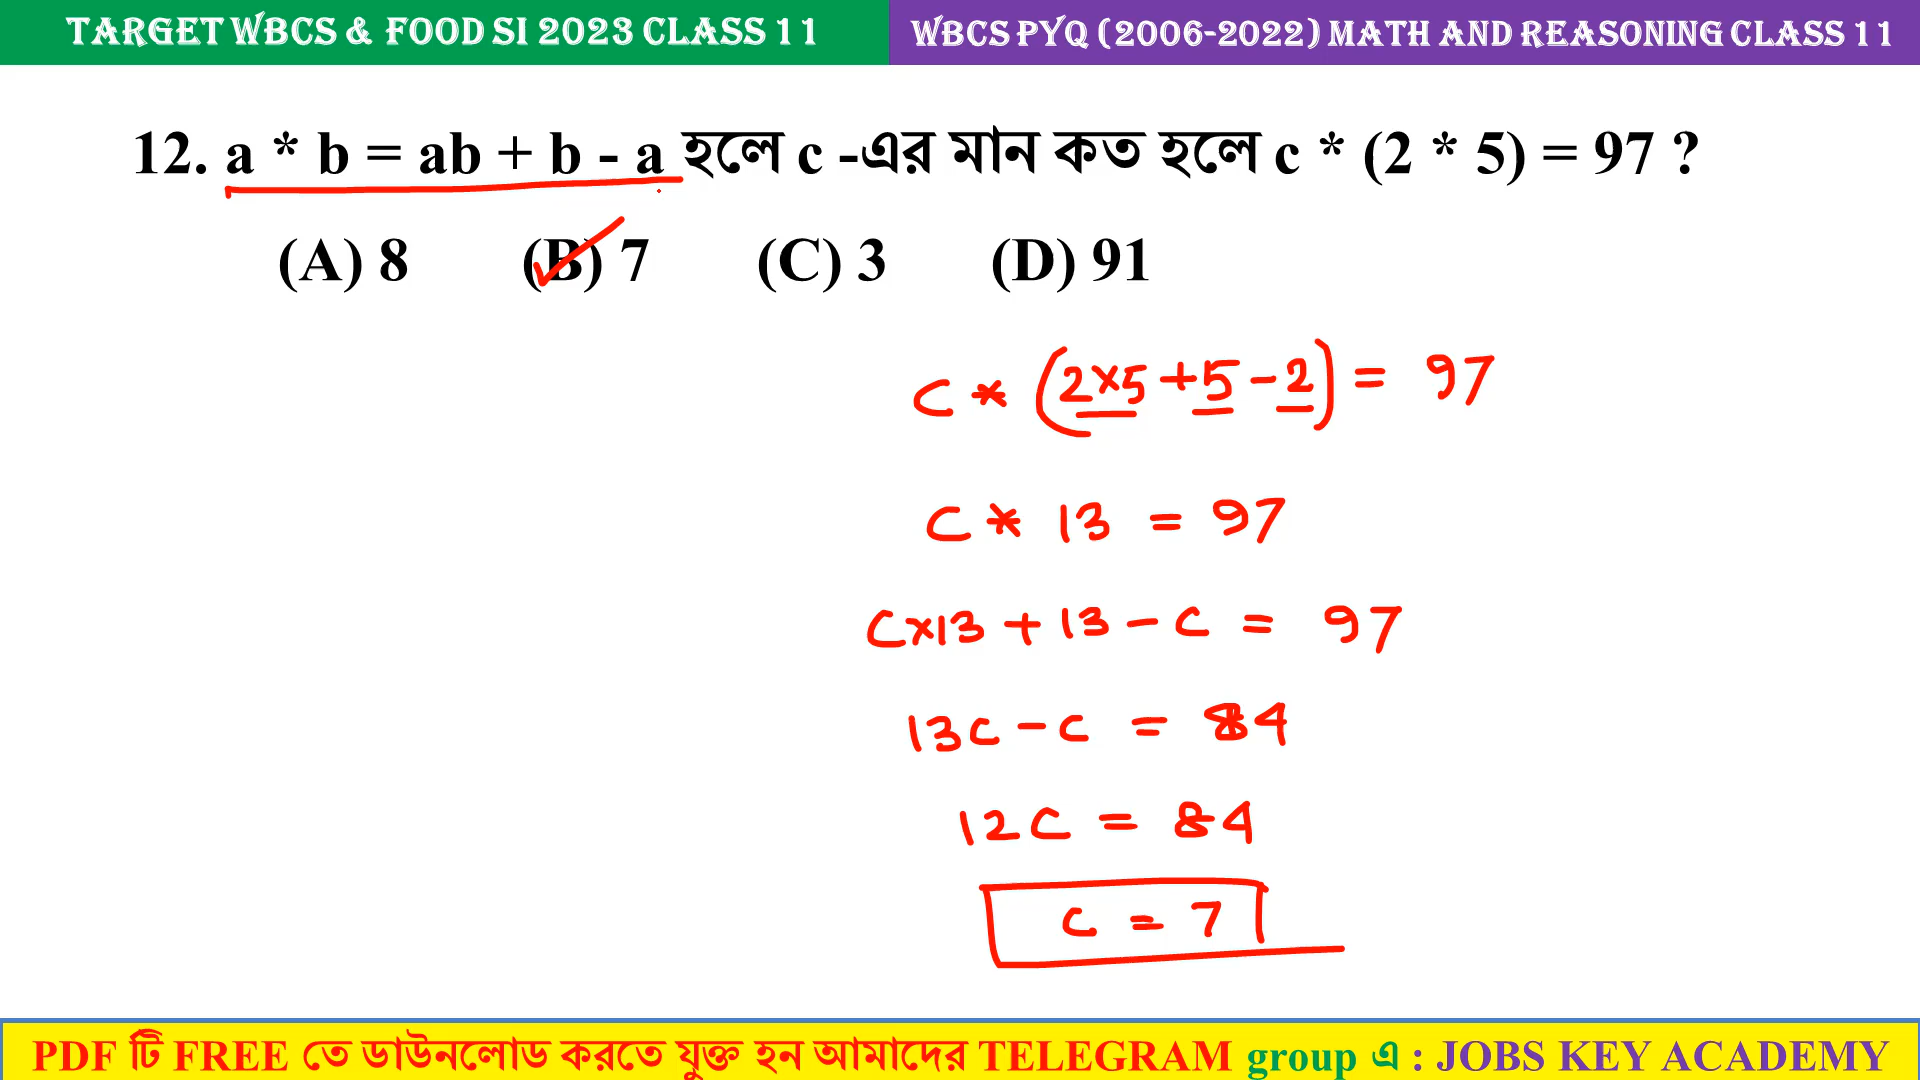 TARGET WBCS & FOOD SI 2023 CLASS 11
WBCS PYQ (2006-2022) MATH AND REASONING CLASS 11
12. a * b = ab + b - a হলে c -এর মান কত হলে c * (2 * 5) = 97 ?
(A) 8 (B) 7 (C) 3 (D) 91
C * (2×5 +5 -2) = 97
C * 13 = 97
C×13 + 13 - C = 97
13C - C = 84
12C = 84
C = 7
PDF টি FREE তে ডাউনলোড করতে যুক্ত হন আমাদের TELEGRAM group এ : JOBS KEY ACADEMY